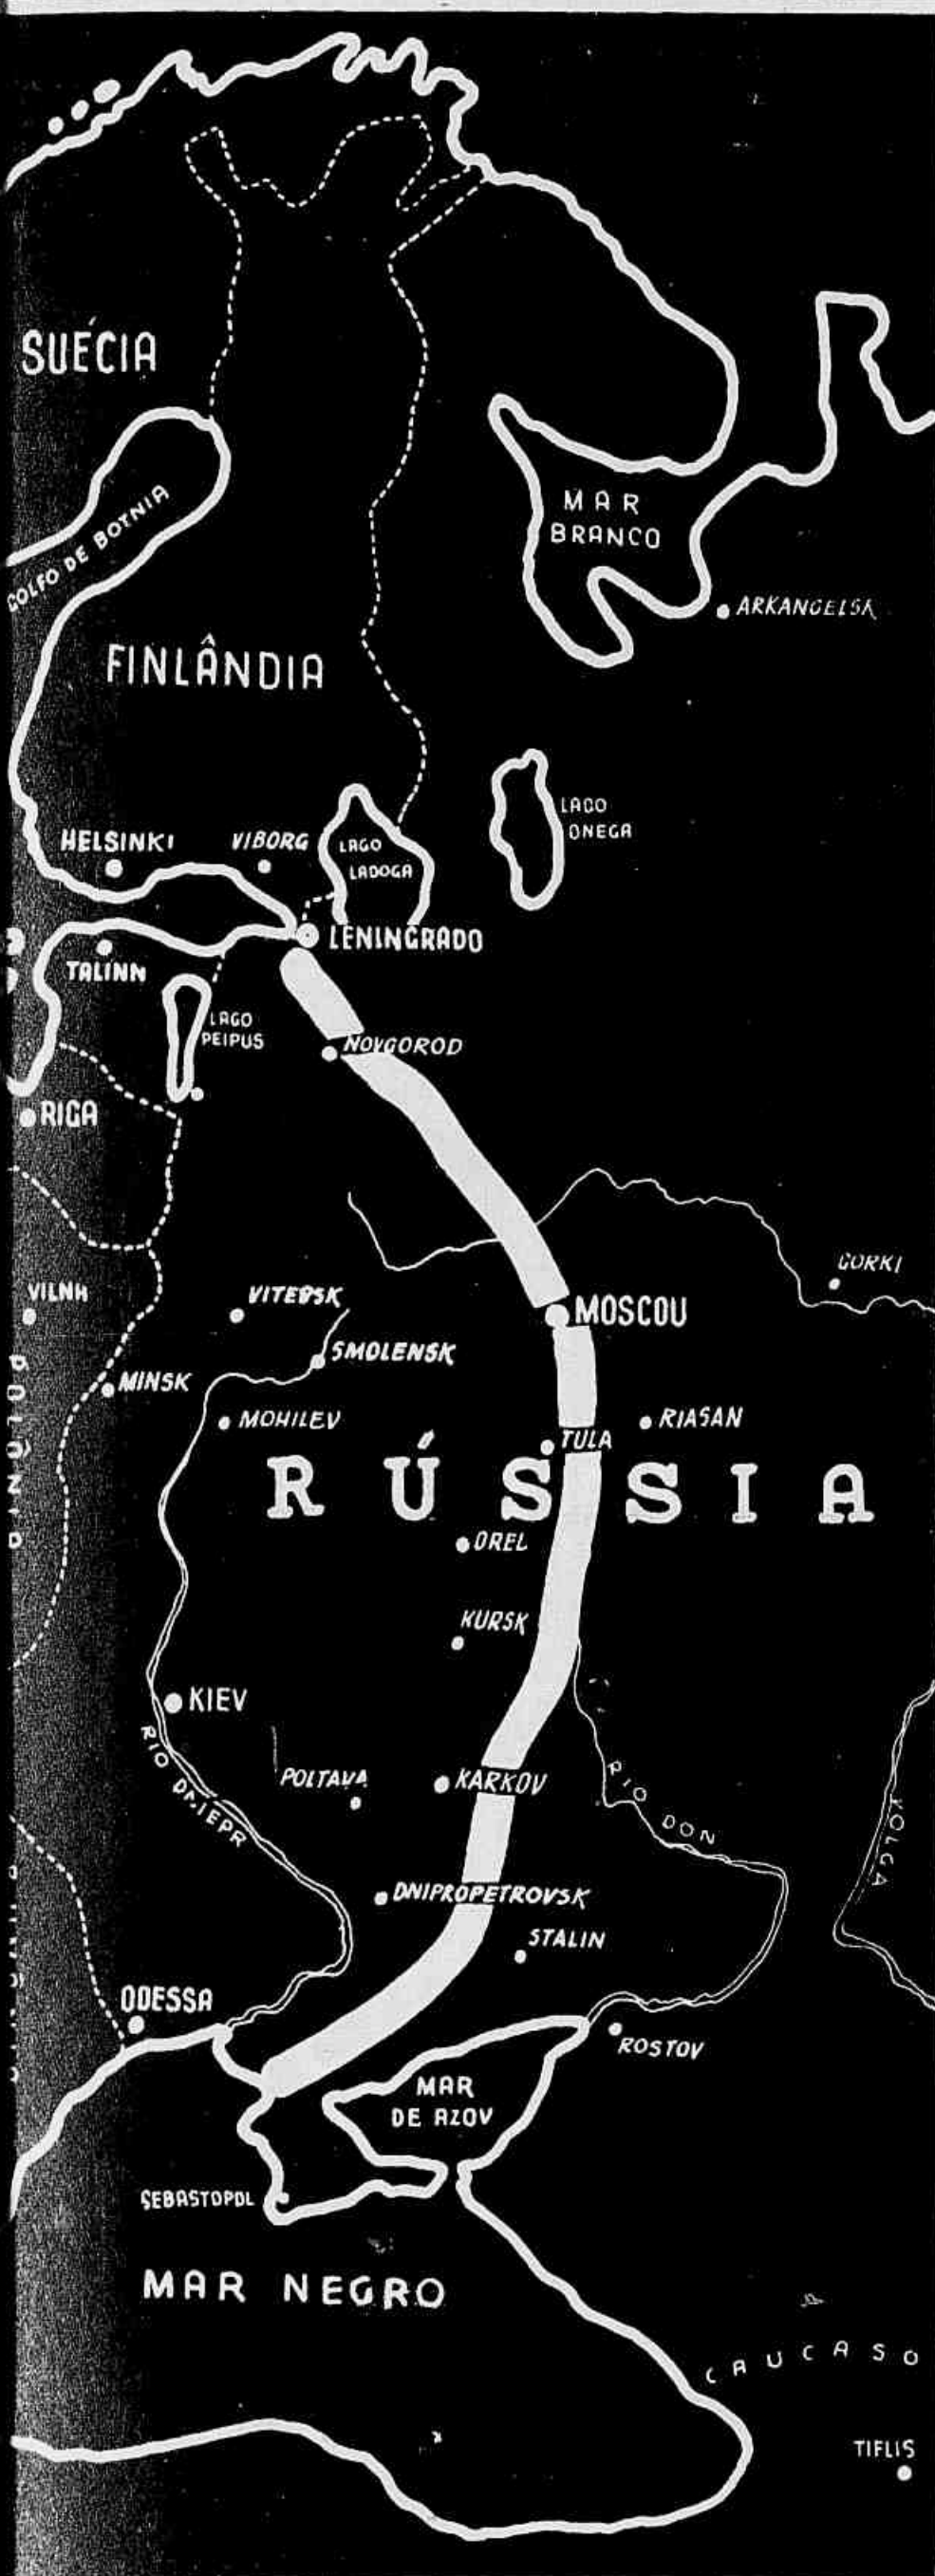 SUÉCIA
GOLFO DE BOTNIA
MAR
BRANCO
ARKANGELSK
FINLÂNDIA
LAGO
ONEGA
HELSINKI
VIBORG
LAGO
LADOGA
LENINGRADO
TALINN
LAGO
PEIPUS
NOVGOROD
RIGA
GORKI
VILNA
VITEBSK
MOSCOU
SMOLENSK
MINSK
MOHILEV
RIASAN
TULA
POLÔNIA
RÚSSIA
OREL
KURSK
KIEV
RIO DNIEPR
POLTAVA
KARKOV
RIO DON
VOLGA
DNIPROPETROVSK
STALIN
ODESSA
ROSTOV
MAR
DE AZOV
SEBASTOPOL
MAR NEGRO
CAUCASO
TIFLIS